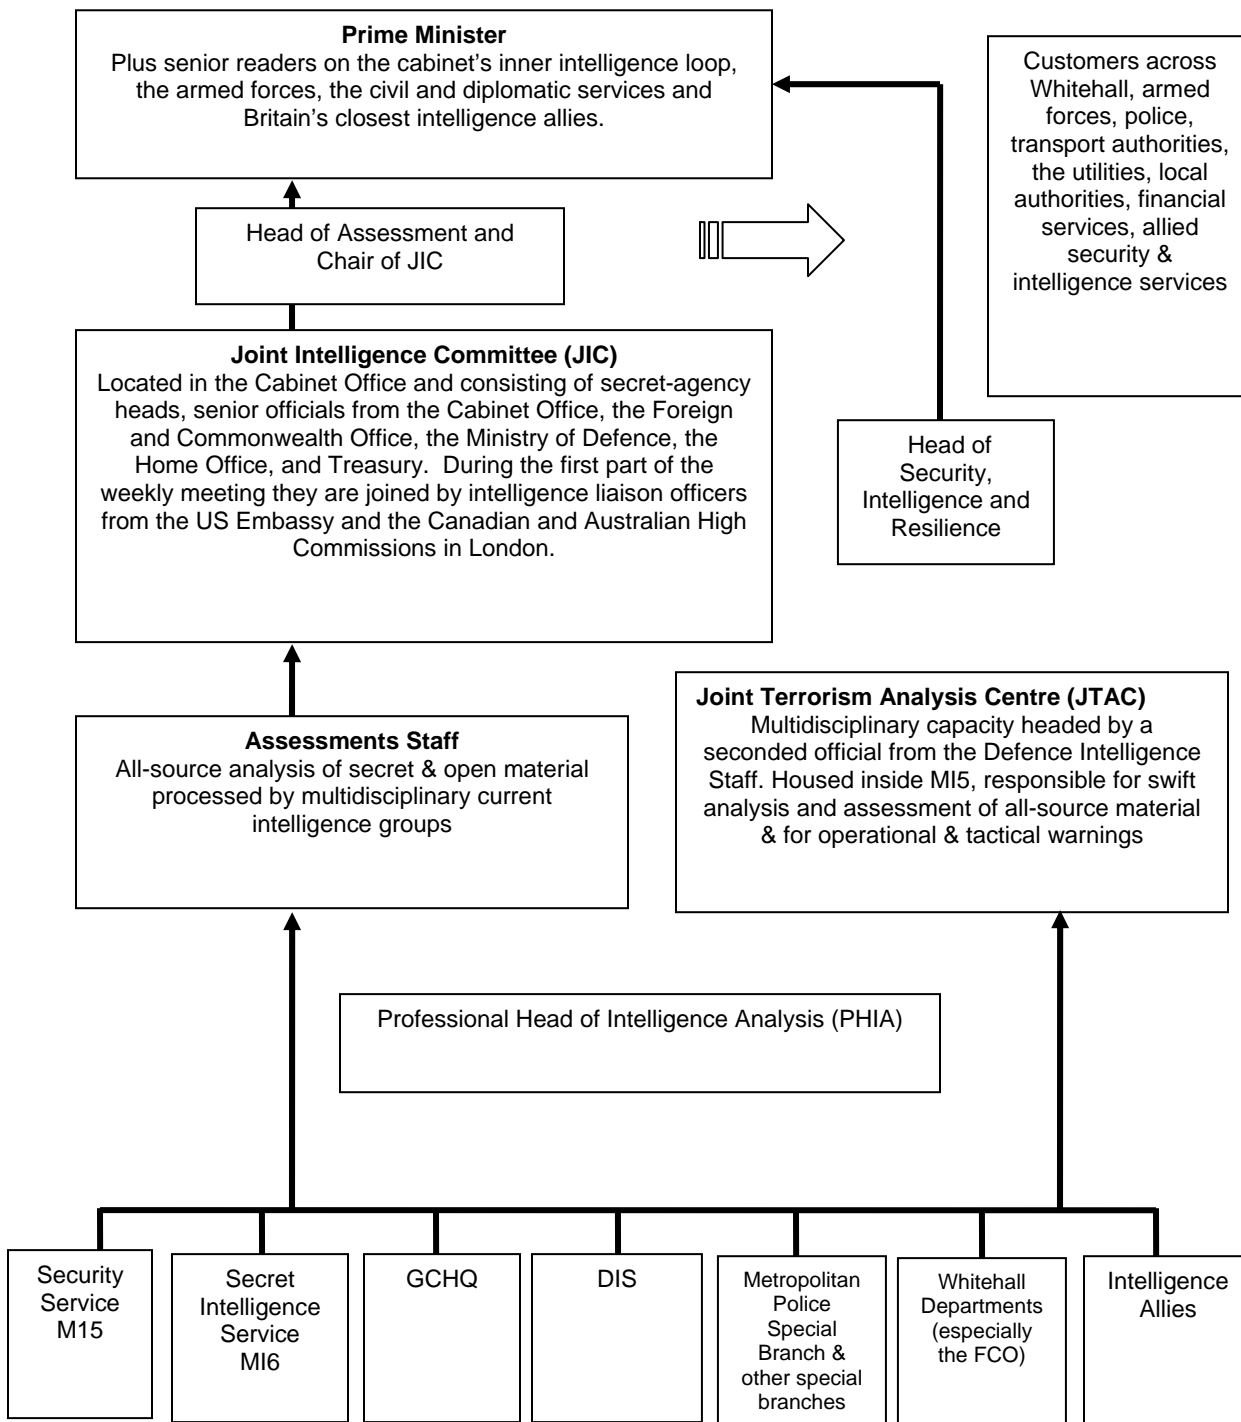 Prime Minister
Plus senior readers on the cabinet's inner intelligence loop,
the armed forces, the civil and diplomatic services and
Britain's closest intelligence allies.
Customers across
Whitehall, armed
forces, police,
transport authorities,
the utilities, local
authorities, financial
services, allied
security &
intelligence services
Head of Assessment and
Chair of JIC
Joint Intelligence Committee (JIC)
Located in the Cabinet Office and consisting of secret-agency
heads, senior officials from the Cabinet Office, the Foreign
and Commonwealth Office, the Ministry of Defence, the
Home Office, and Treasury. During the first part of the
weekly meeting they are joined by intelligence liaison officers
from the US Embassy and the Canadian and Australian High
Commissions in London.
Head of
Security,
Intelligence and
Resilience
Assessments Staff
All-source analysis of secret & open material
processed by multidisciplinary current
intelligence groups
Joint Terrorism Analysis Centre (JTAC)
Multidisciplinary capacity headed by a
seconded official from the Defence Intelligence
Staff. Housed inside MI5, responsible for swift
analysis and assessment of all-source material
& for operational & tactical warnings
Professional Head of Intelligence Analysis (PHIA)
Security
Service
M15
Secret
Intelligence
Service
MI6
GCHQ
DIS
Metropolitan
Police
Special
Branch &
other special
branches
Whitehall
Departments
(especially
the FCO)
Intelligence
Allies